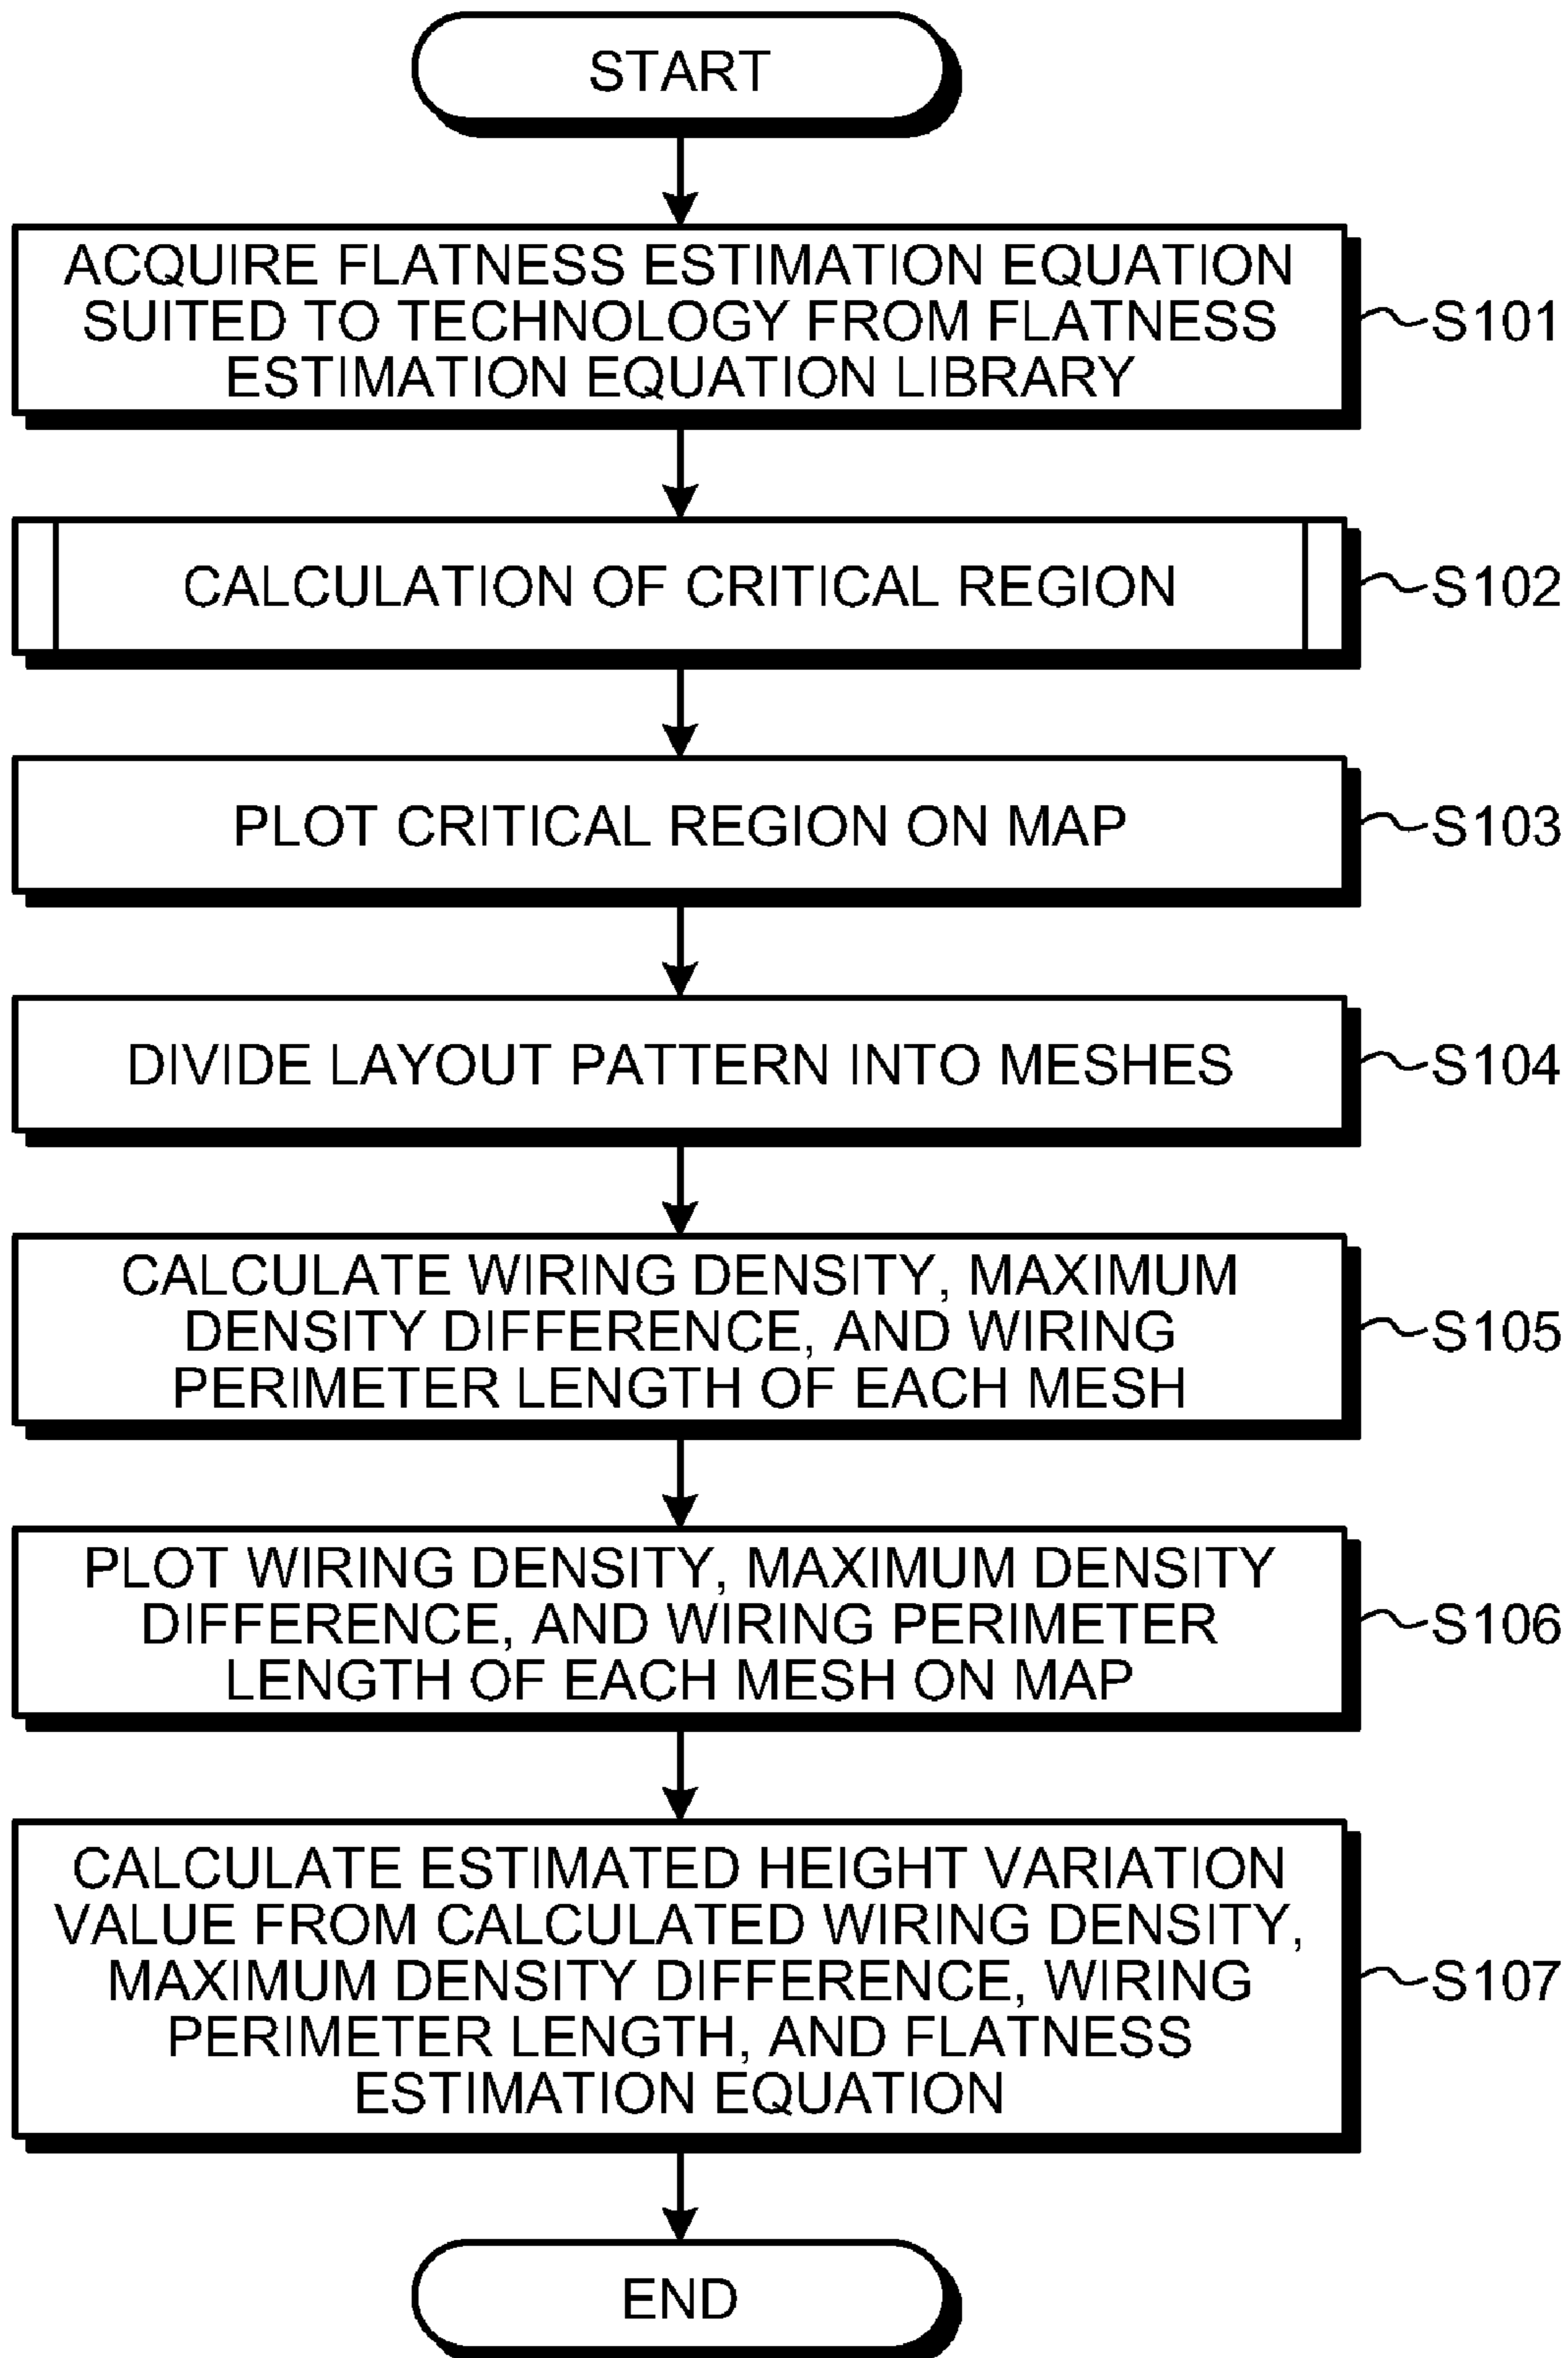 START
ACQUIRE FLATNESS ESTIMATION EQUATION
SUITED TO TECHNOLOGY FROM FLATNESS
ESTIMATION EQUATION LIBRARY
S101
CALCULATION OF CRITICAL REGION
S102
PLOT CRITICAL REGION ON MAP
S103
DIVIDE LAYOUT PATTERN INTO MESHES
S104
CALCULATE WIRING DENSITY, MAXIMUM
DENSITY DIFFERENCE, AND WIRING
PERIMETER LENGTH OF EACH MESH
S105
PLOT WIRING DENSITY, MAXIMUM DENSITY
DIFFERENCE, AND WIRING PERIMETER
LENGTH OF EACH MESH ON MAP
S106
CALCULATE ESTIMATED HEIGHT VARIATION
VALUE FROM CALCULATED WIRING DENSITY,
MAXIMUM DENSITY DIFFERENCE, WIRING
PERIMETER LENGTH, AND FLATNESS
ESTIMATION EQUATION
S107
END